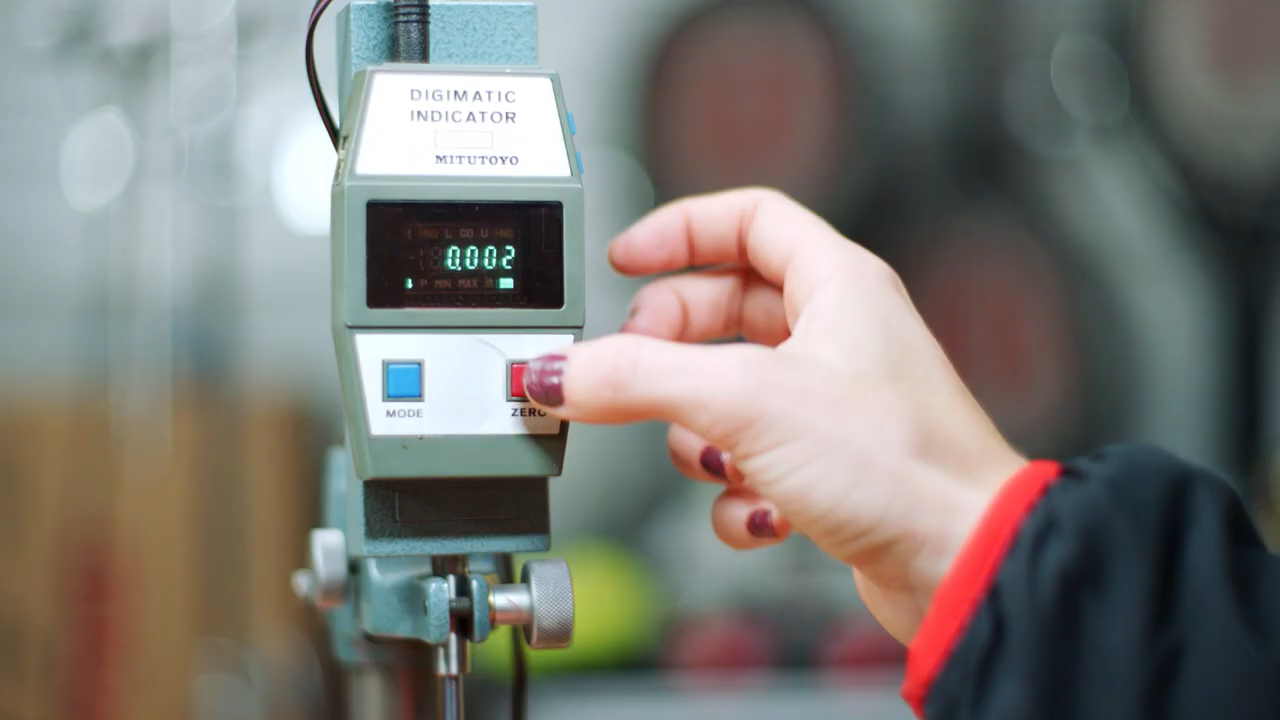 DIGIMATIC
INDICATOR
MITUTOYO
0.002
P MIN MAX
MODE
ZERO